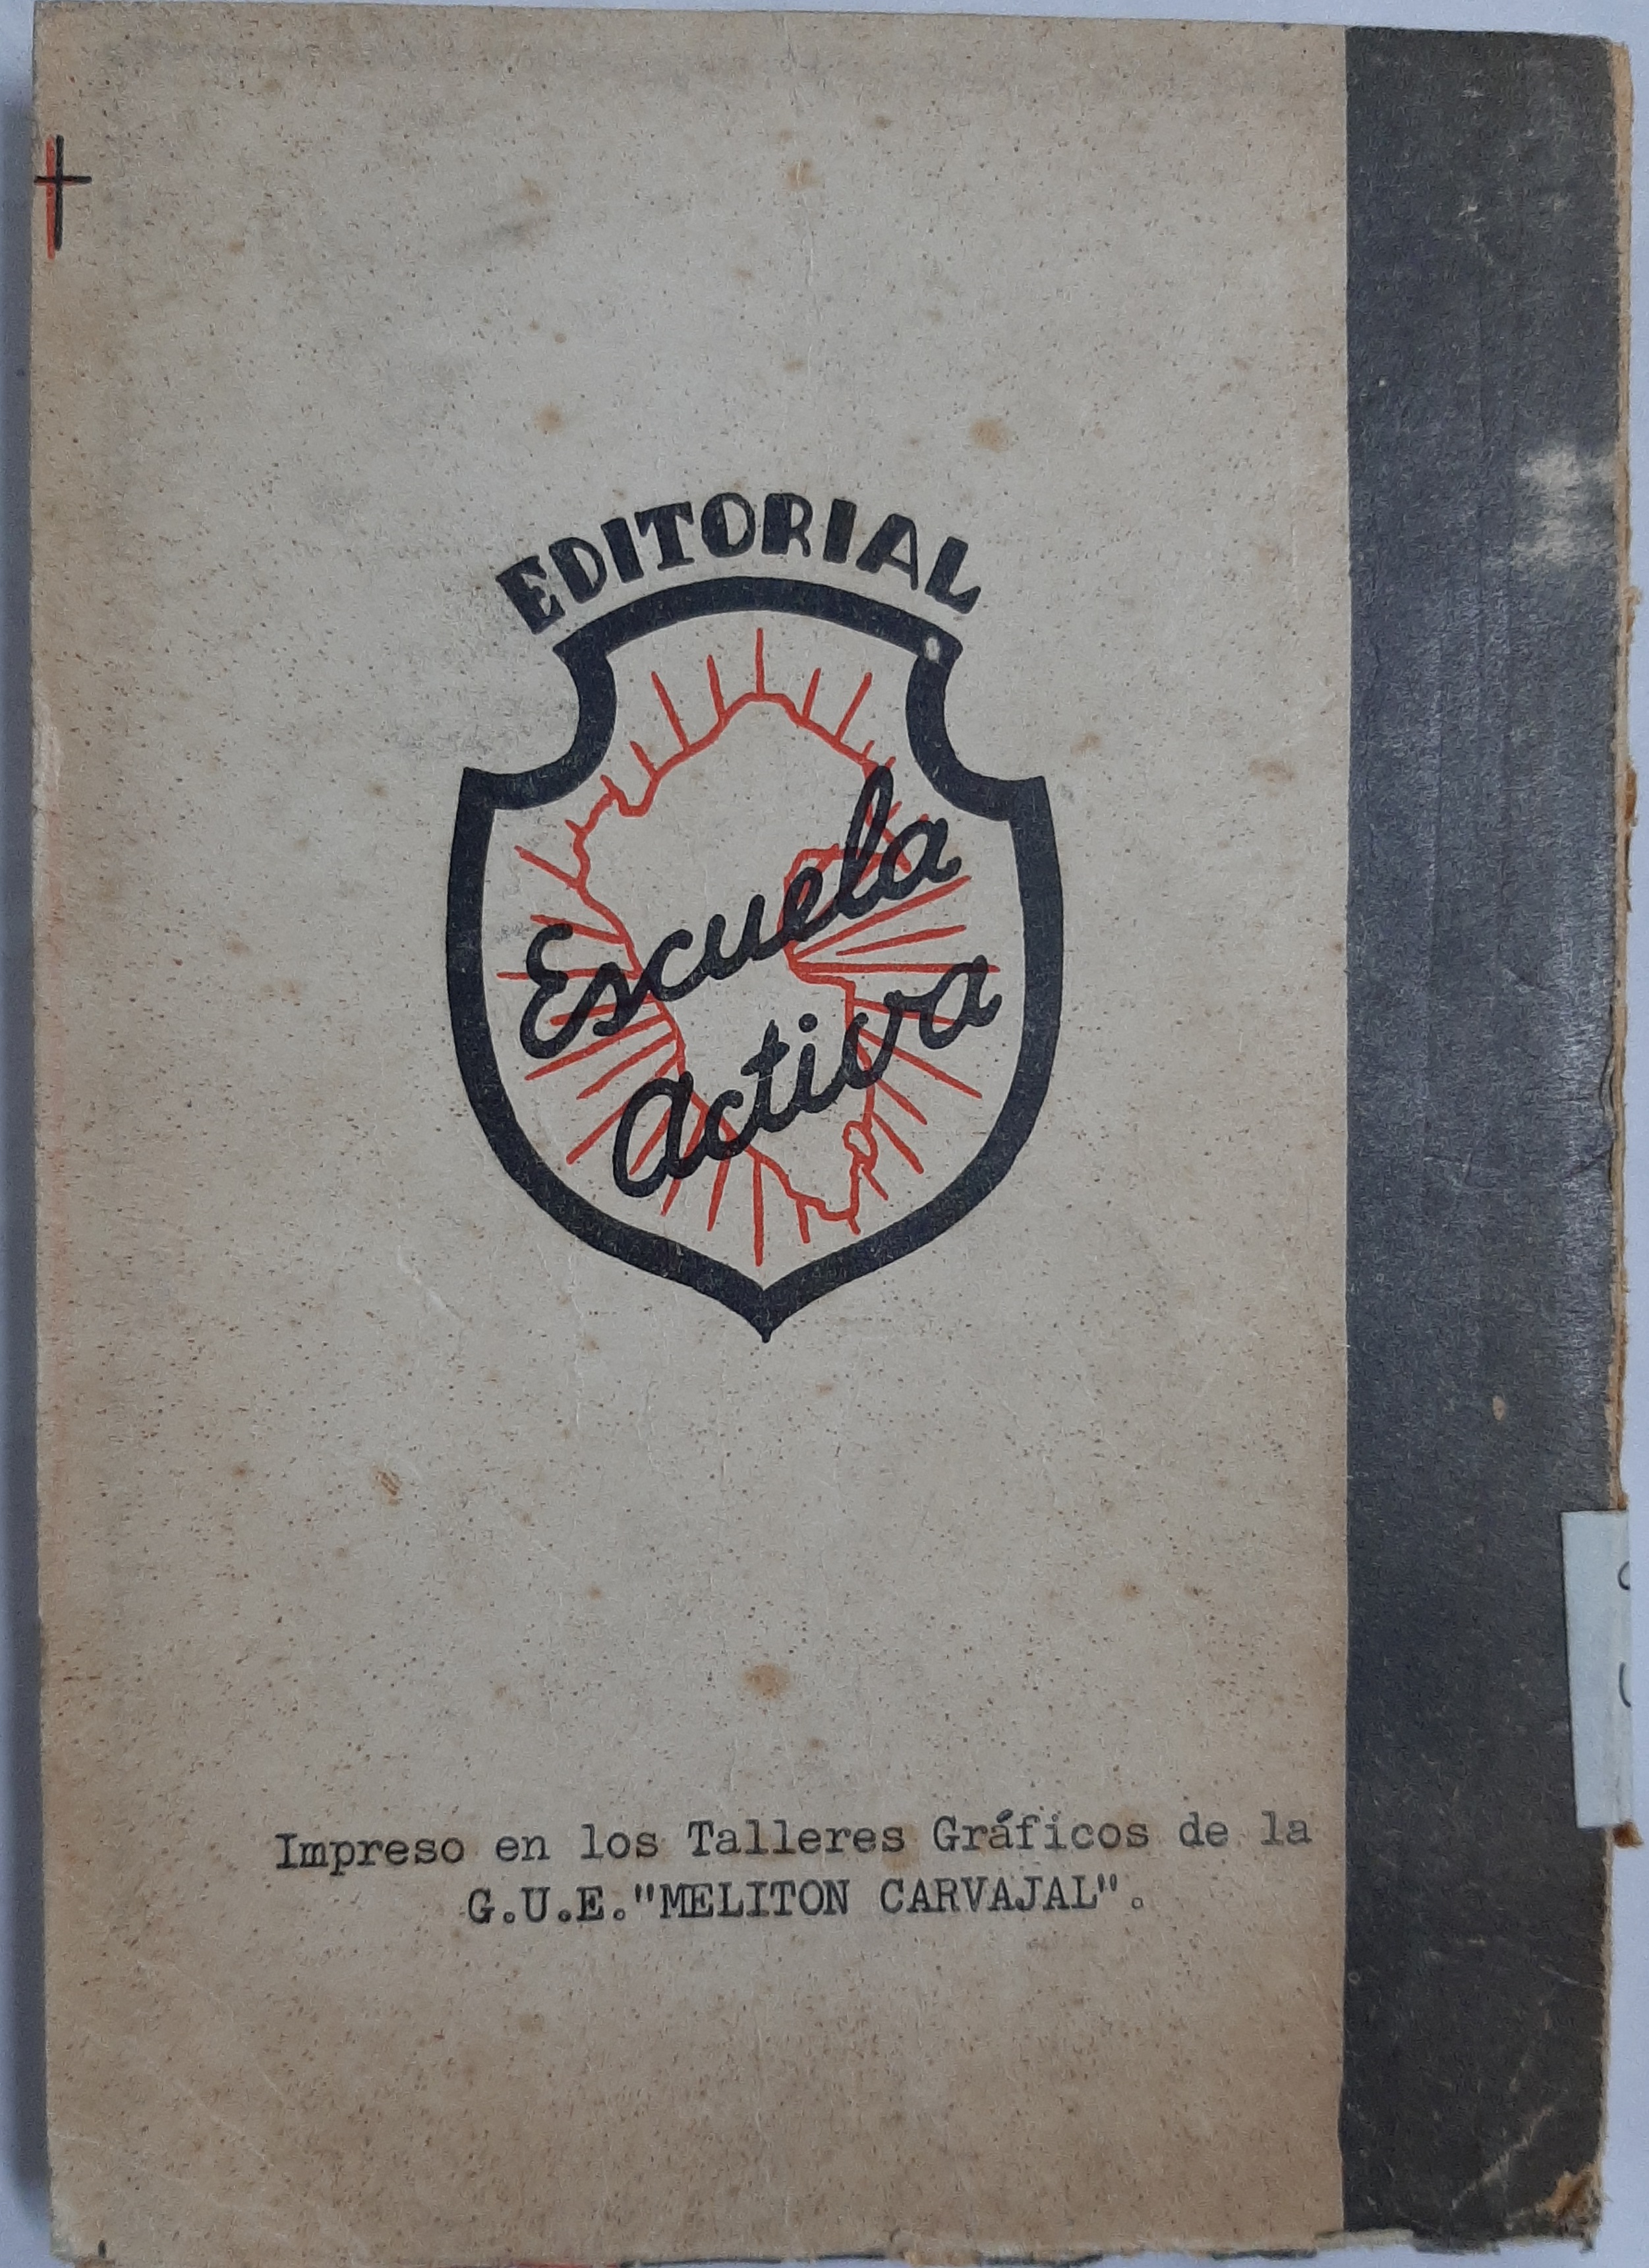 EDITORIAL
Escuela
Activa
Impreso en los Talleres Gráficos de la
G.U.E."MELITON CARVAJAL".